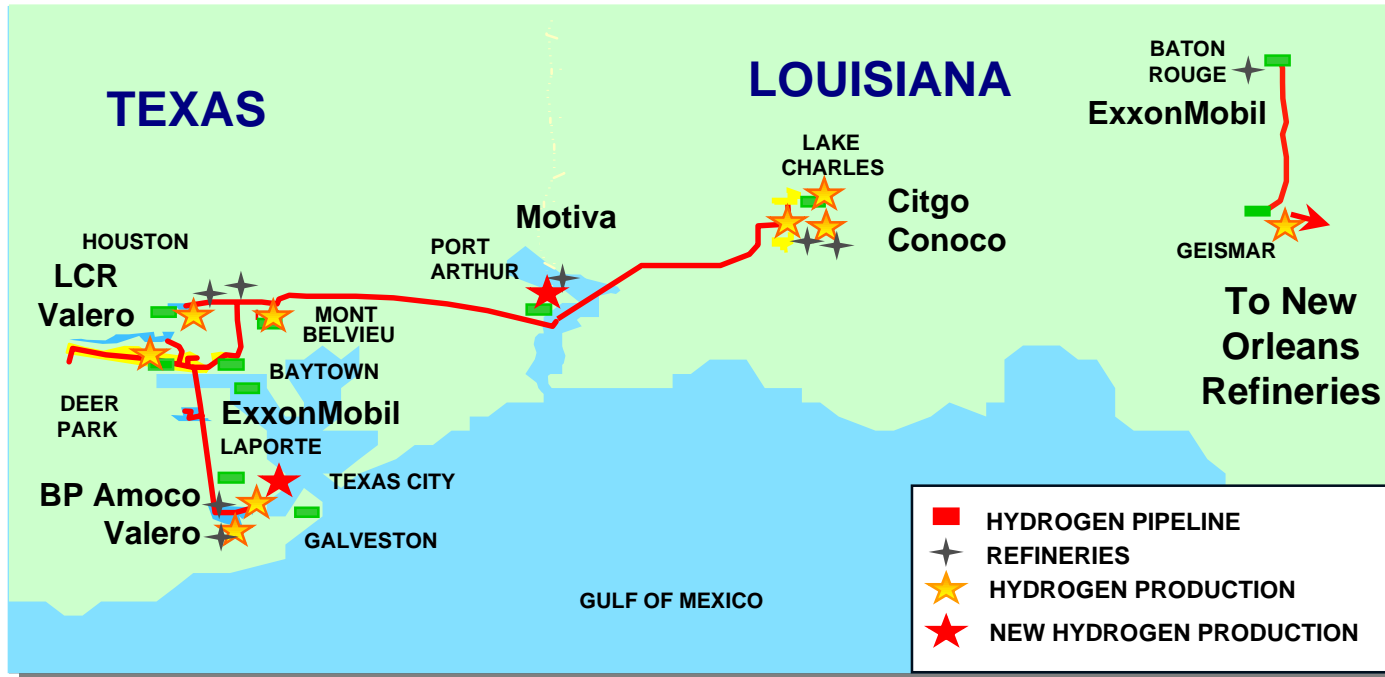 TEXAS
LOUISIANA
BATON
ROUGE
ExxonMobil
LAKE
CHARLES
Citgo
Conoco
Motiva
PORT
ARTHUR
HOUSTON
LCR
Valero
MONT
BELVIEU
GEISMAR
To New
Orleans
Refineries
BAYTOWN
DEER
PARK
ExxonMobil
LAPORTE
TEXAS CITY
BP Amoco
Valero
GALVESTON
GULF OF MEXICO
HYDROGEN PIPELINE
REFINERIES
HYDROGEN PRODUCTION
NEW HYDROGEN PRODUCTION